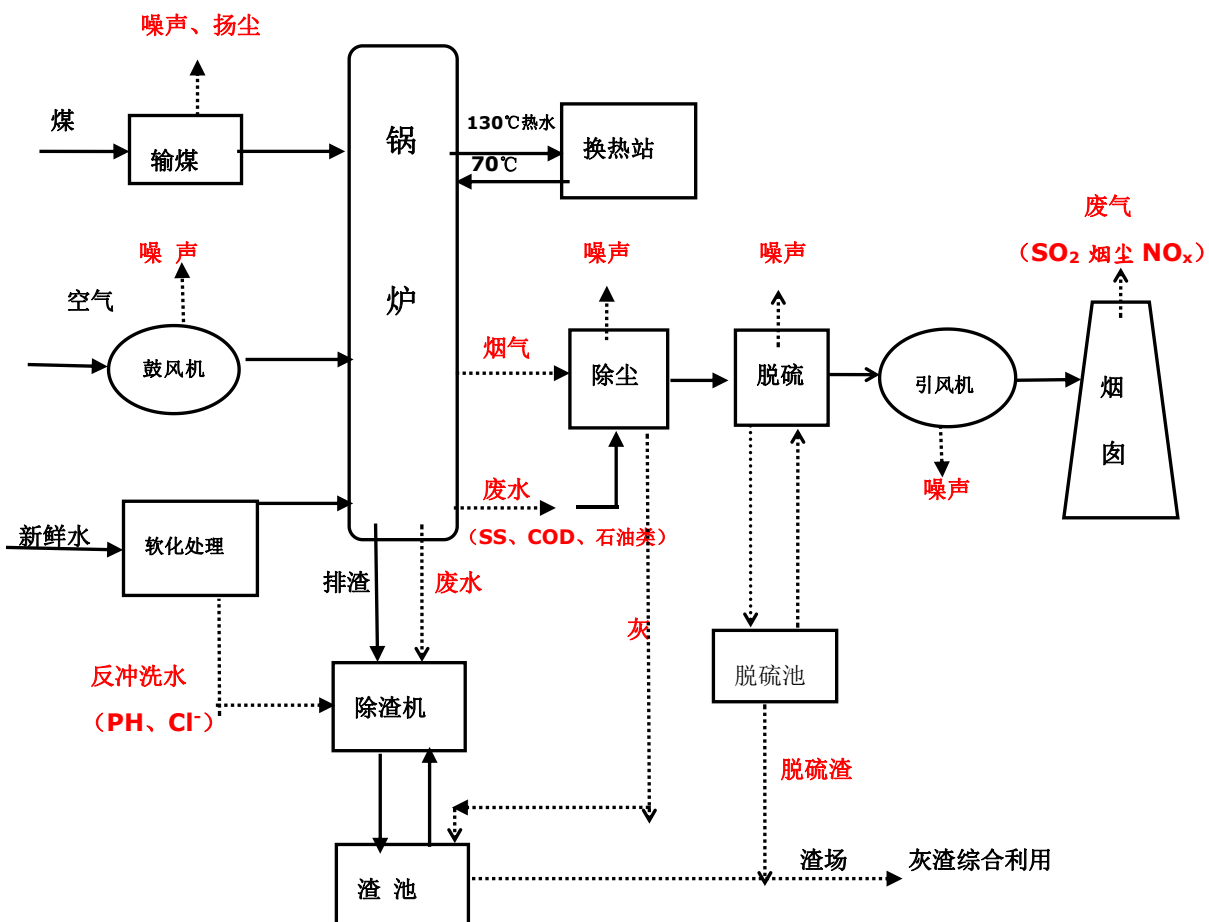 噪声、扬尘
煤
输煤
锅
炉
130℃热水
70℃
换热站
废气
（SO₂ 烟尘 NOₓ）
噪 声
噪声
噪声
空气
鼓风机
烟气
除尘
脱硫
引风机
烟
囱
新鲜水
软化处理
废水
（SS、COD、石油类）
噪声
排渣
废水
灰
反冲洗水
（PH、Cl⁻）
除渣机
脱硫池
脱硫渣
渣 池
渣场
灰渣综合利用